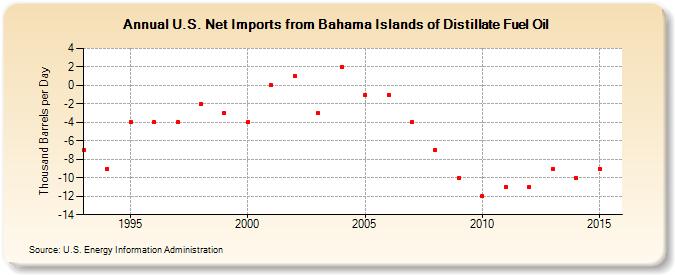 Annual U.S. Net Imports from Bahama Islands of Distillate Fuel Oil
Thousand Barrels per Day
4
2
0
-2
-4
-6
-8
-10
-12
-14
1995 2000 2005 2010 2015
Source: U.S. Energy Information Administration